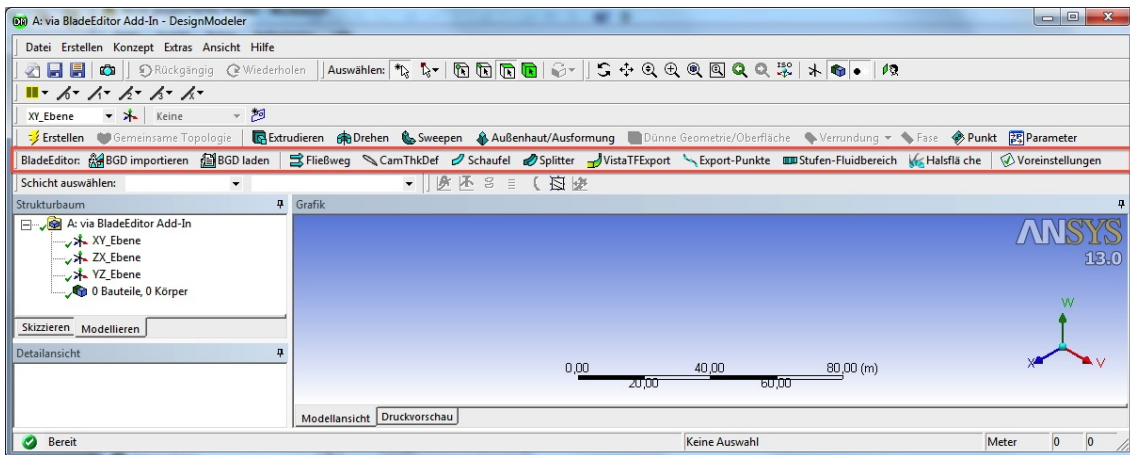 A: via BladeEditor Add-In - DesignModeler
Datei Erstellen Konzept Extras Ansicht Hilfe
Rückgängig Wiederholen Auswählen:
XY_Ebene Keine
Erstellen Gemeinsame Topologie Extrudieren Drehen Sweepen Außenhaut/Ausformung Dünne Geometrie/Oberfläche Verrundung Fase Punkt Parameter
BladeEditor: BGD importieren BGD laden Fließweg CamThkDef Schaufel Splitter VistaTFExport Export-Punkte Stufen-Fluidbereich Halsflä che Voreinstellungen
Schicht auswählen:
Strukturbaum
A: via BladeEditor Add-In
XY_Ebene
ZX_Ebene
YZ_Ebene
0 Bauteile, 0 Körper
Skizzieren Modellieren
Detailansicht
Grafik
ANSYS
13.0
W
X V
0,00 40,00 80,00 (m)
20,00 60,00
Modellansicht Druckvorschau
Bereit Keine Auswahl Meter 0 0